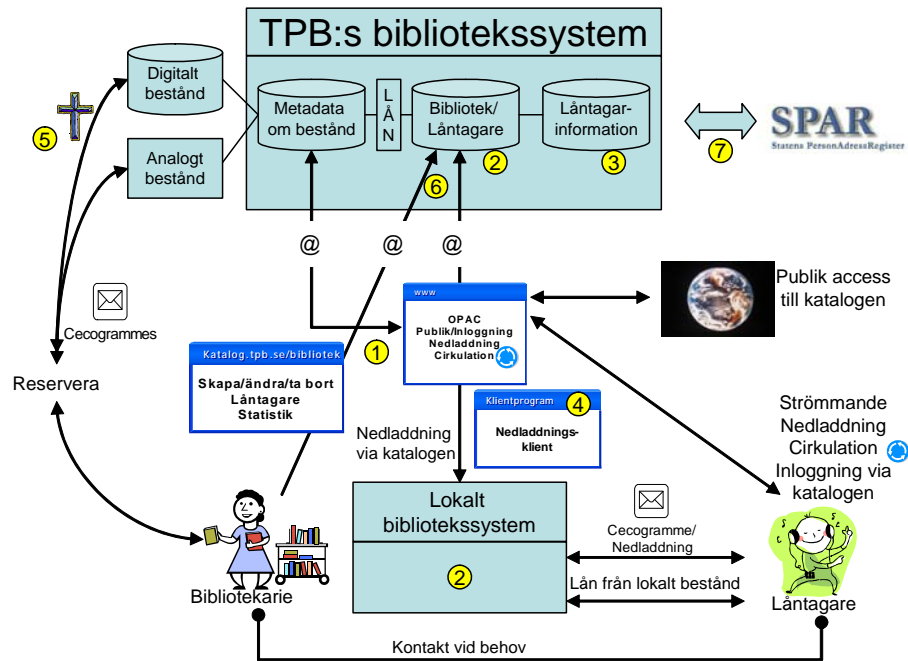 TPB:s bibliotekssystem
Digitalt
bestånd
Analogt
bestånd
Metadata
om bestånd
L
Å
N
Bibliotek/
Låntagare
2
Låntagar-
information
3
7
SPAR
Statens PersonAdressRegister
5
6
@
@
@
Cecogrammes
Reservera
www
OPAC
Publik/Inloggning
Nedladdning
Cirkulation
1
Publik access
till katalogen
Katalog.tpb.se/bibliotek
Skapa/ändra/ta bort
Låntagare
Statistik
Klientprogram
4
Nedladdnings-
klient
Nedladdning
via katalogen
Strömmande
Nedladdning
Cirkulation
Inloggning via
katalogen
Lokalt
bibliotekssystem
2
Cecogramme/
Nedladdning
Lån från lokalt bestånd
Bibliotekarie
Låntagare
Kontakt vid behov